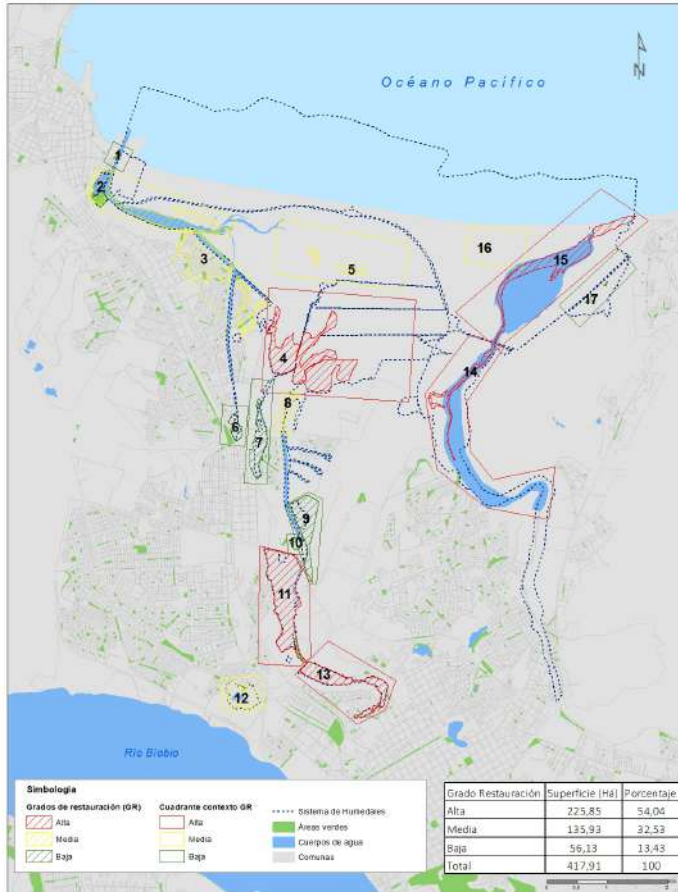 Océano Pacífico
N
1
2
3
16
15
5
17
4
14
8
6
7
9
10
11
13
12
Río Biobío
Simbología
Grados de restauración (GR)
Alta
Media
Baja
Cuadrante contexto GR
Alta
Media
Baja
Sistema de Humedales
Áreas verdes
Cuerpos de agua
Comunas
Grado Restauración Superficie (Há) Porcentaje
Alta 225,85 54,04
Media 135,93 32,53
Baja 56,13 13,43
Total 417,91 100